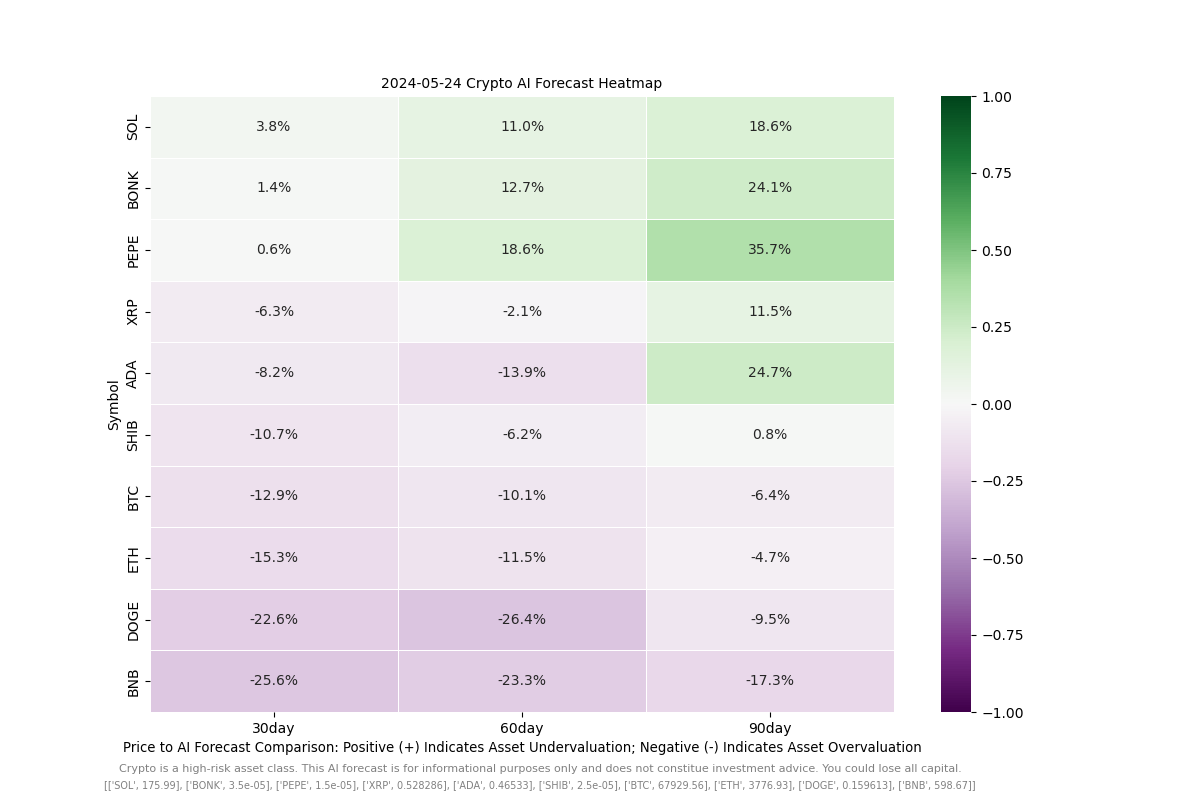 2024-05-24 Crypto AI Forecast Heatmap
SOL 3.8% 11.0% 18.6%
BONK 1.4% 12.7% 24.1%
PEPE 0.6% 18.6% 35.7%
XRP -6.3% -2.1% 11.5%
ADA -8.2% -13.9% 24.7%
Symbol
SHIB -10.7% -6.2% 0.8%
BTC -12.9% -10.1% -6.4%
ETH -15.3% -11.5% -4.7%
DOGE -22.6% -26.4% -9.5%
BNB -25.6% -23.3% -17.3%
30day 60day 90day
1.00
0.75
0.50
0.25
0.00
−0.25
−0.50
−0.75
−1.00
Price to AI Forecast Comparison: Positive (+) Indicates Asset Undervaluation; Negative (-) Indicates Asset Overvaluation
Crypto is a high-risk asset class. This AI forecast is for informational purposes only and does not constitute investment advice. You could lose all capital.
[['SOL', 175.99], ['BONK', 3.5e-05], ['PEPE', 1.5e-05], ['XRP', 0.528286], ['ADA', 0.46533], ['SHIB', 2.5e-05], ['BTC', 67929.56], ['ETH', 3776.93], ['DOGE', 0.159613], ['BNB', 598.67]]